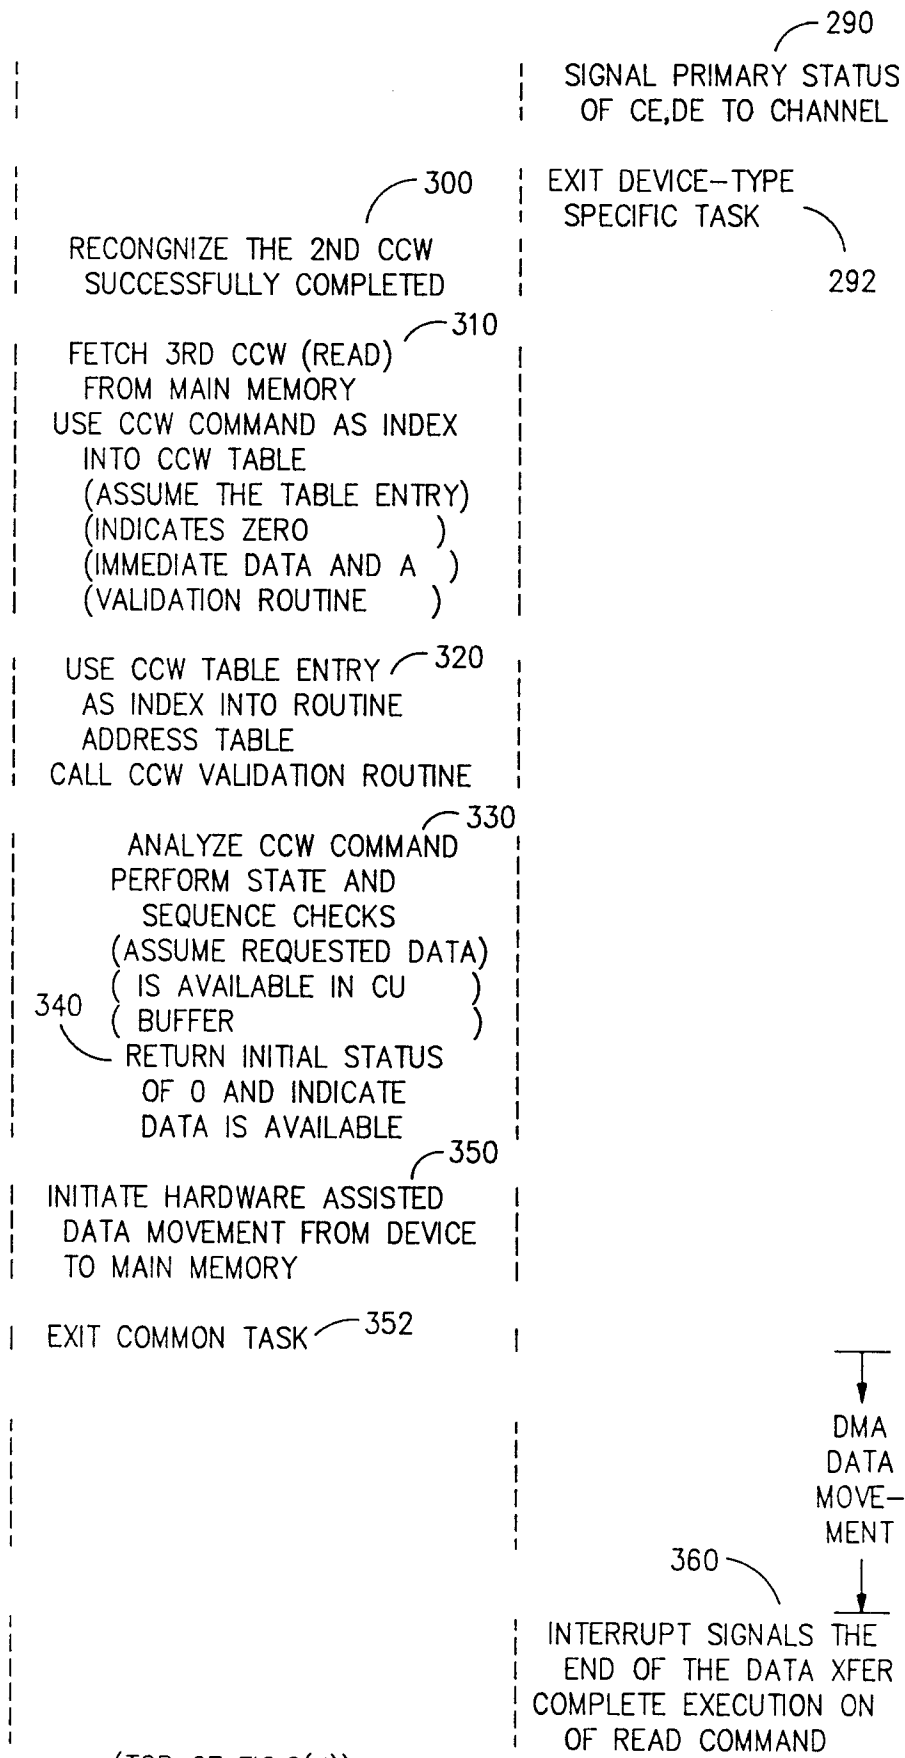 290
SIGNAL PRIMARY STATUS
OF CE,DE TO CHANNEL
EXIT DEVICE-TYPE
SPECIFIC TASK
292
300
RECONGNIZE THE 2ND CCW
SUCCESSFULLY COMPLETED
310
FETCH 3RD CCW (READ)
FROM MAIN MEMORY
USE CCW COMMAND AS INDEX
INTO CCW TABLE
(ASSUME THE TABLE ENTRY)
(INDICATES ZERO )
(IMMEDIATE DATA AND A )
(VALIDATION ROUTINE )
USE CCW TABLE ENTRY 320
AS INDEX INTO ROUTINE
ADDRESS TABLE
CALL CCW VALIDATION ROUTINE
330
ANALYZE CCW COMMAND
PERFORM STATE AND
SEQUENCE CHECKS
(ASSUME REQUESTED DATA)
( IS AVAILABLE IN CU )
340 ( BUFFER )
RETURN INITIAL STATUS
OF 0 AND INDICATE
DATA IS AVAILABLE
350
INITIATE HARDWARE ASSISTED
DATA MOVEMENT FROM DEVICE
TO MAIN MEMORY
EXIT COMMON TASK 352
DMA
DATA
MOVE-
MENT
360
INTERRUPT SIGNALS THE
END OF THE DATA XFER
COMPLETE EXECUTION ON
OF READ COMMAND